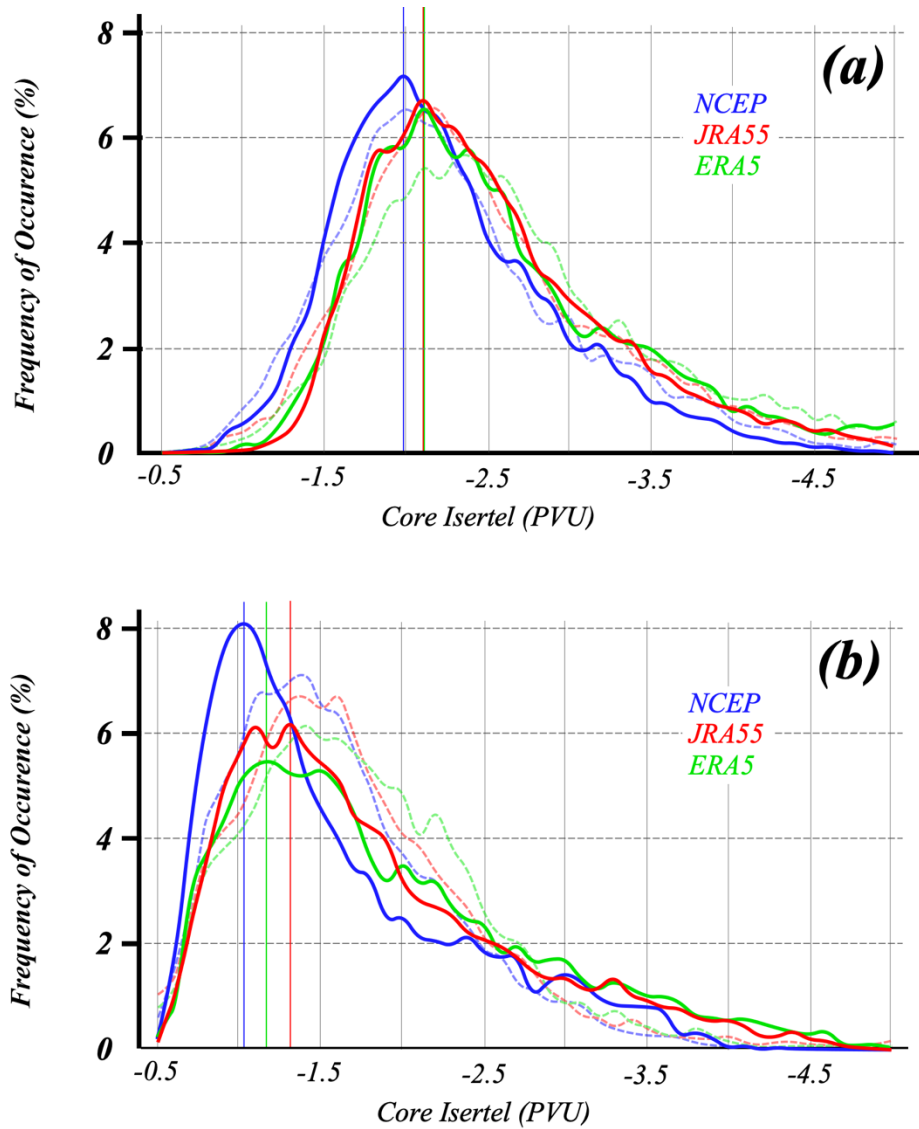 (a)
8
6
4
2
0
Frequency of Occurence (%)
NCEP
JRA55
ERA5
-0.5 -1.5 -2.5 -3.5 -4.5
Core Isertel (PVU)
(b)
8
6
4
2
0
Frequency of Occurence (%)
NCEP
JRA55
ERA5
-0.5 -1.5 -2.5 -3.5 -4.5
Core Isertel (PVU)